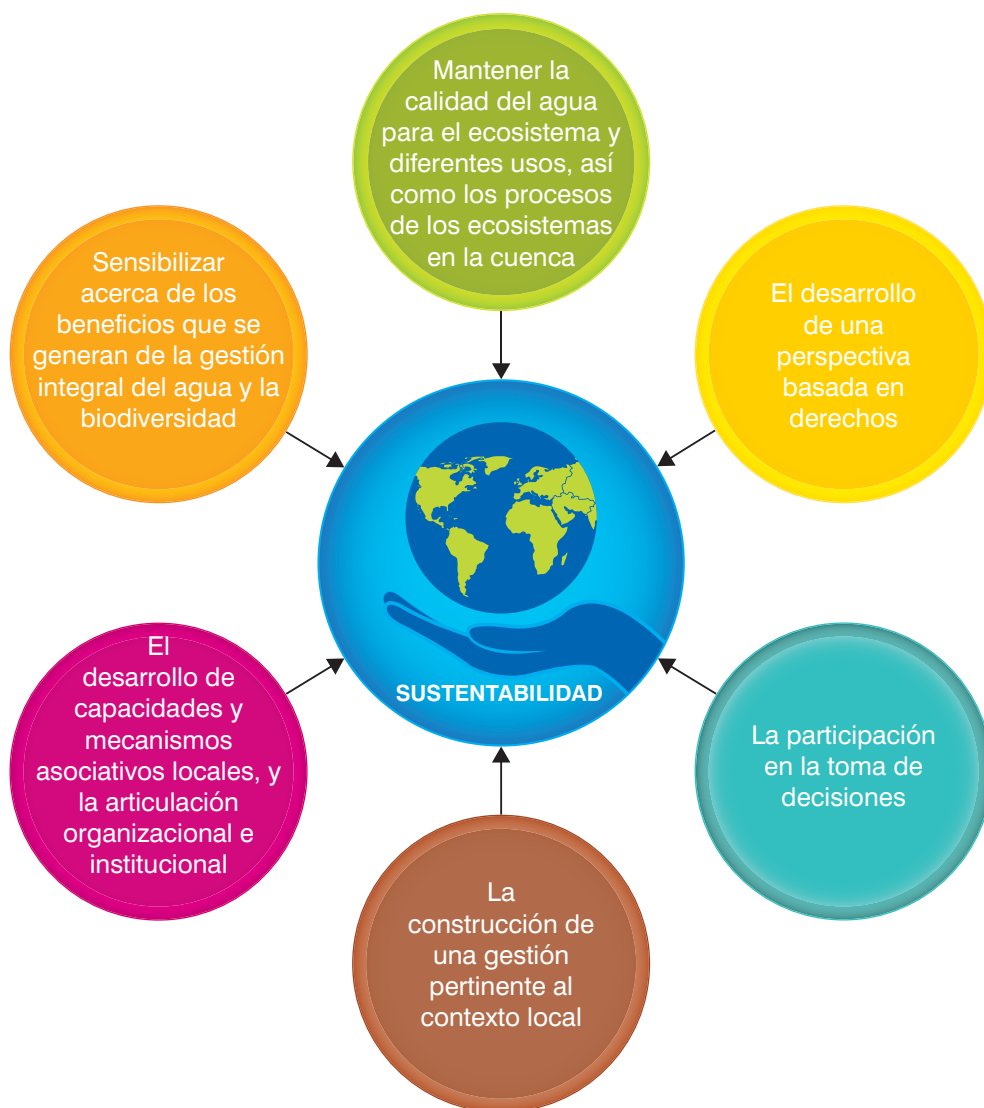 Mantener la
calidad del agua
para el ecosistema y
diferentes usos, así
como los procesos
de los ecosistemas
en la cuenca
Sensibilizar
acerca de los
beneficios que se
generan de la gestión
integral del agua y la
biodiversidad
El desarrollo
de una
perspectiva
basada en
derechos
SUSTENTABILIDAD
El
desarrollo de
capacidades y
mecanismos
asociativos locales, y
la articulación
organizacional e
institucional
La participación
en la toma de
decisiones
La
construcción de
una gestión
pertinente al
contexto local